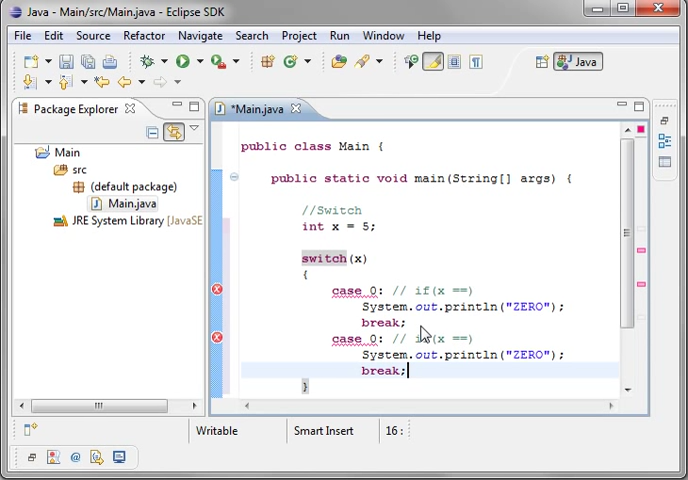 Java - Main/src/Main.java - Eclipse SDK
File Edit Source Refactor Navigate Search Project Run Window Help
Java
Package Explorer
*Main.java
Main
src
(default package)
Main.java
JRE System Library [JavaSE
public class Main {
public static void main(String[] args) {
//Switch
int x = 5;
switch(x)
{
case 0: // if(x ==)
System.out.println("ZERO");
break;
case 0: // if(x ==)
System.out.println("ZERO");
break;
}
Writable Smart Insert 16 :